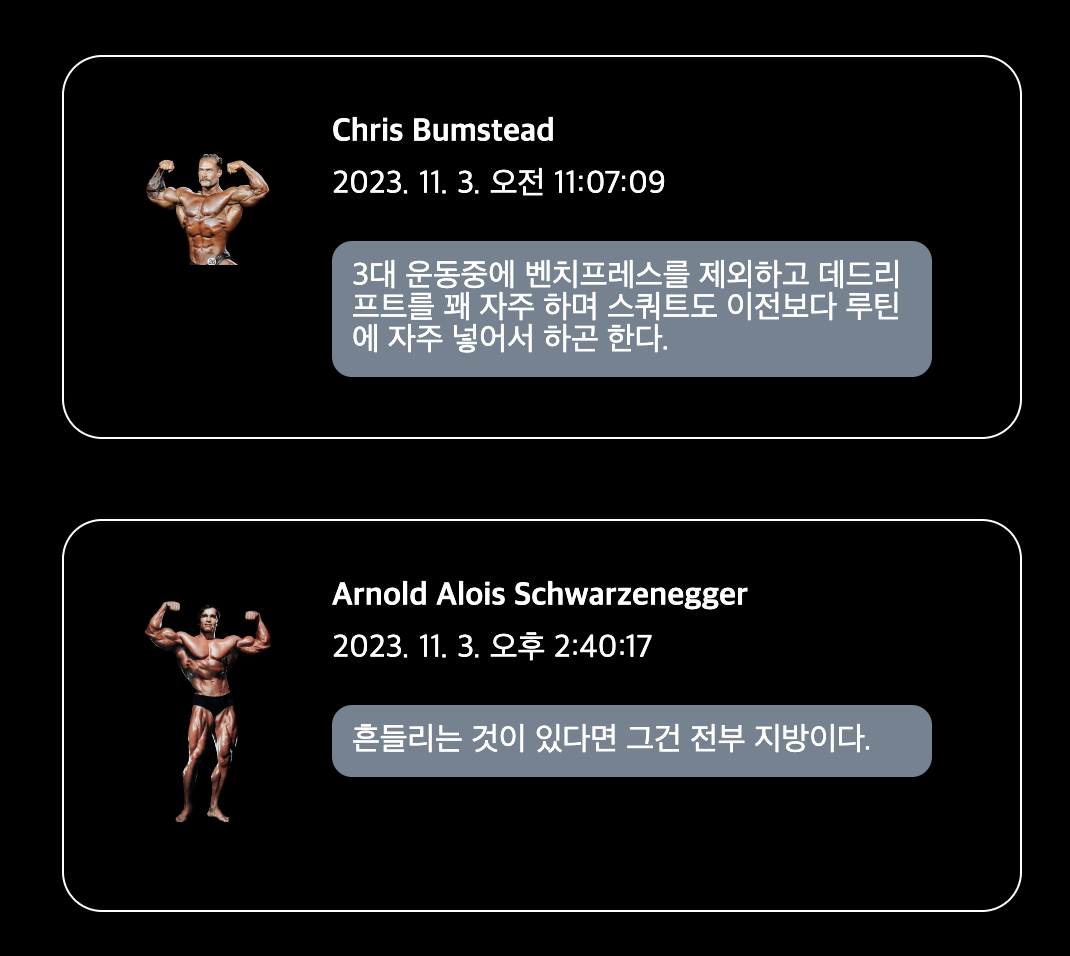 Chris Bumstead
2023. 11. 3. 오전 11:07:09
3대 운동중에 벤치프레스를 제외하고 데드리
프트를 꽤 자주 하며 스쿼트도 이전보다 루틴
에 자주 넣어서 하곤 한다.
Arnold Alois Schwarzenegger
2023. 11. 3. 오후 2:40:17
흔들리는 것이 있다면 그건 전부 지방이다.